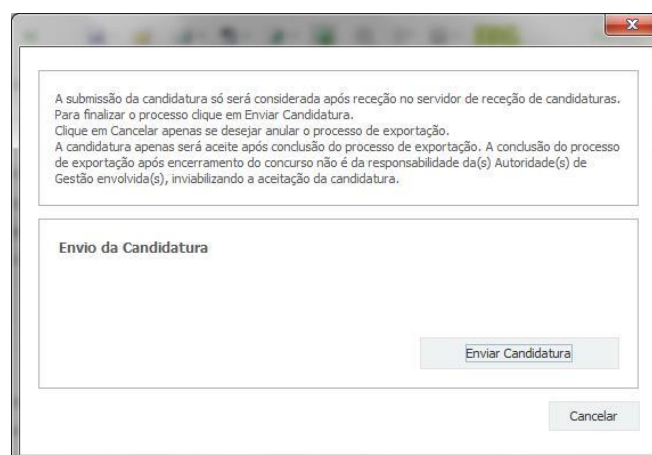 A submissão da candidatura só será considerada após receção no servidor de receção de candidaturas.
Para finalizar o processo clique em Enviar Candidatura.
Clique em Cancelar apenas se desejar anular o processo de exportação.
A candidatura apenas será aceite após conclusão do processo de exportação. A conclusão do processo
de exportação após encerramento do concurso não é da responsabilidade da(s) Autoridade(s) de
Gestão envolvida(s), inviabilizando a aceitação da candidatura.
Envio da Candidatura
Enviar Candidatura
Cancelar